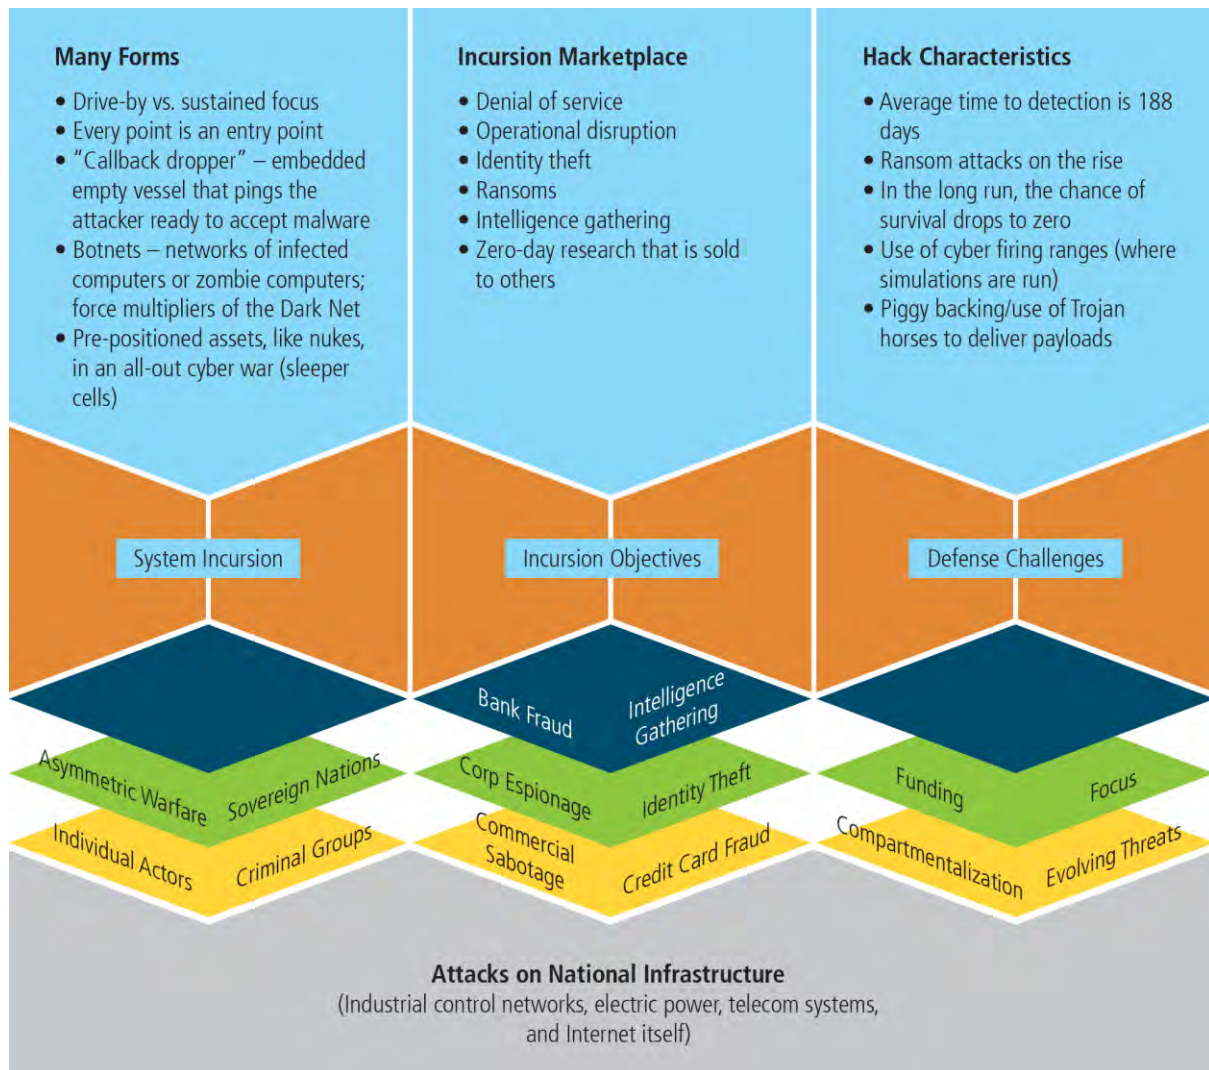 Many Forms
• Drive-by vs. sustained focus
• Every point is an entry point
• “Callback dropper” – embedded
empty vessel that pings the
attacker ready to accept malware
• Botnets – networks of infected
computers or zombie computers;
force multipliers of the Dark Net
• Pre-positioned assets, like nukes,
in an all-out cyber war (sleeper
cells)
Incursion Marketplace
• Denial of service
• Operational disruption
• Identity theft
• Ransoms
• Intelligence gathering
• Zero-day research that is sold
to others
Hack Characteristics
• Average time to detection is 188
days
• Ransom attacks on the rise
• In the long run, the chance of
survival drops to zero
• Use of cyber firing ranges (where
simulations are run)
• Piggy backing/use of Trojan
horses to deliver payloads
System Incursion
Incursion Objectives
Defense Challenges
Asymmetric Warfare
Sovereign Nations
Individual Actors
Criminal Groups
Bank Fraud
Intelligence
Gathering
Corp Espionage
Identity Theft
Commercial
Sabotage
Credit Card Fraud
Funding
Focus
Compartmentalization
Evolving Threats
Attacks on National Infrastructure
(Industrial control networks, electric power, telecom systems,
and Internet itself)